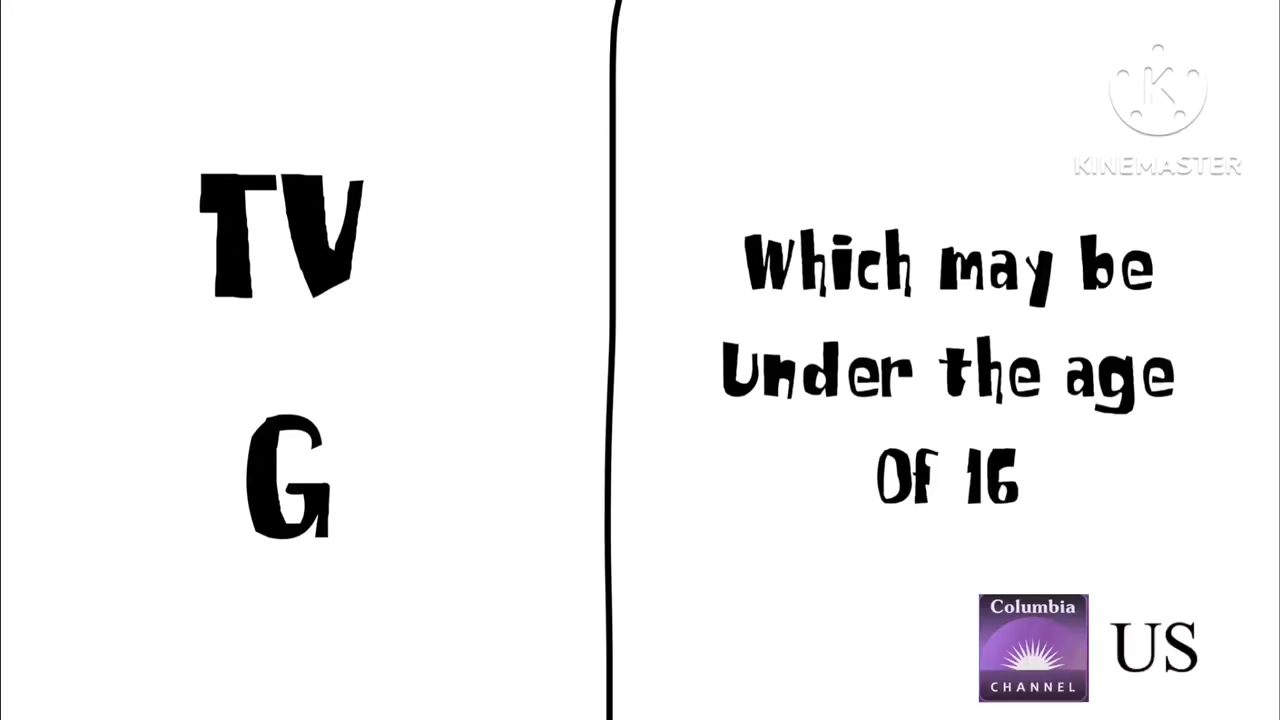 TV
G
KINEMASTER
Which may be
Under the age
Of 16
Columbia
CHANNEL
US